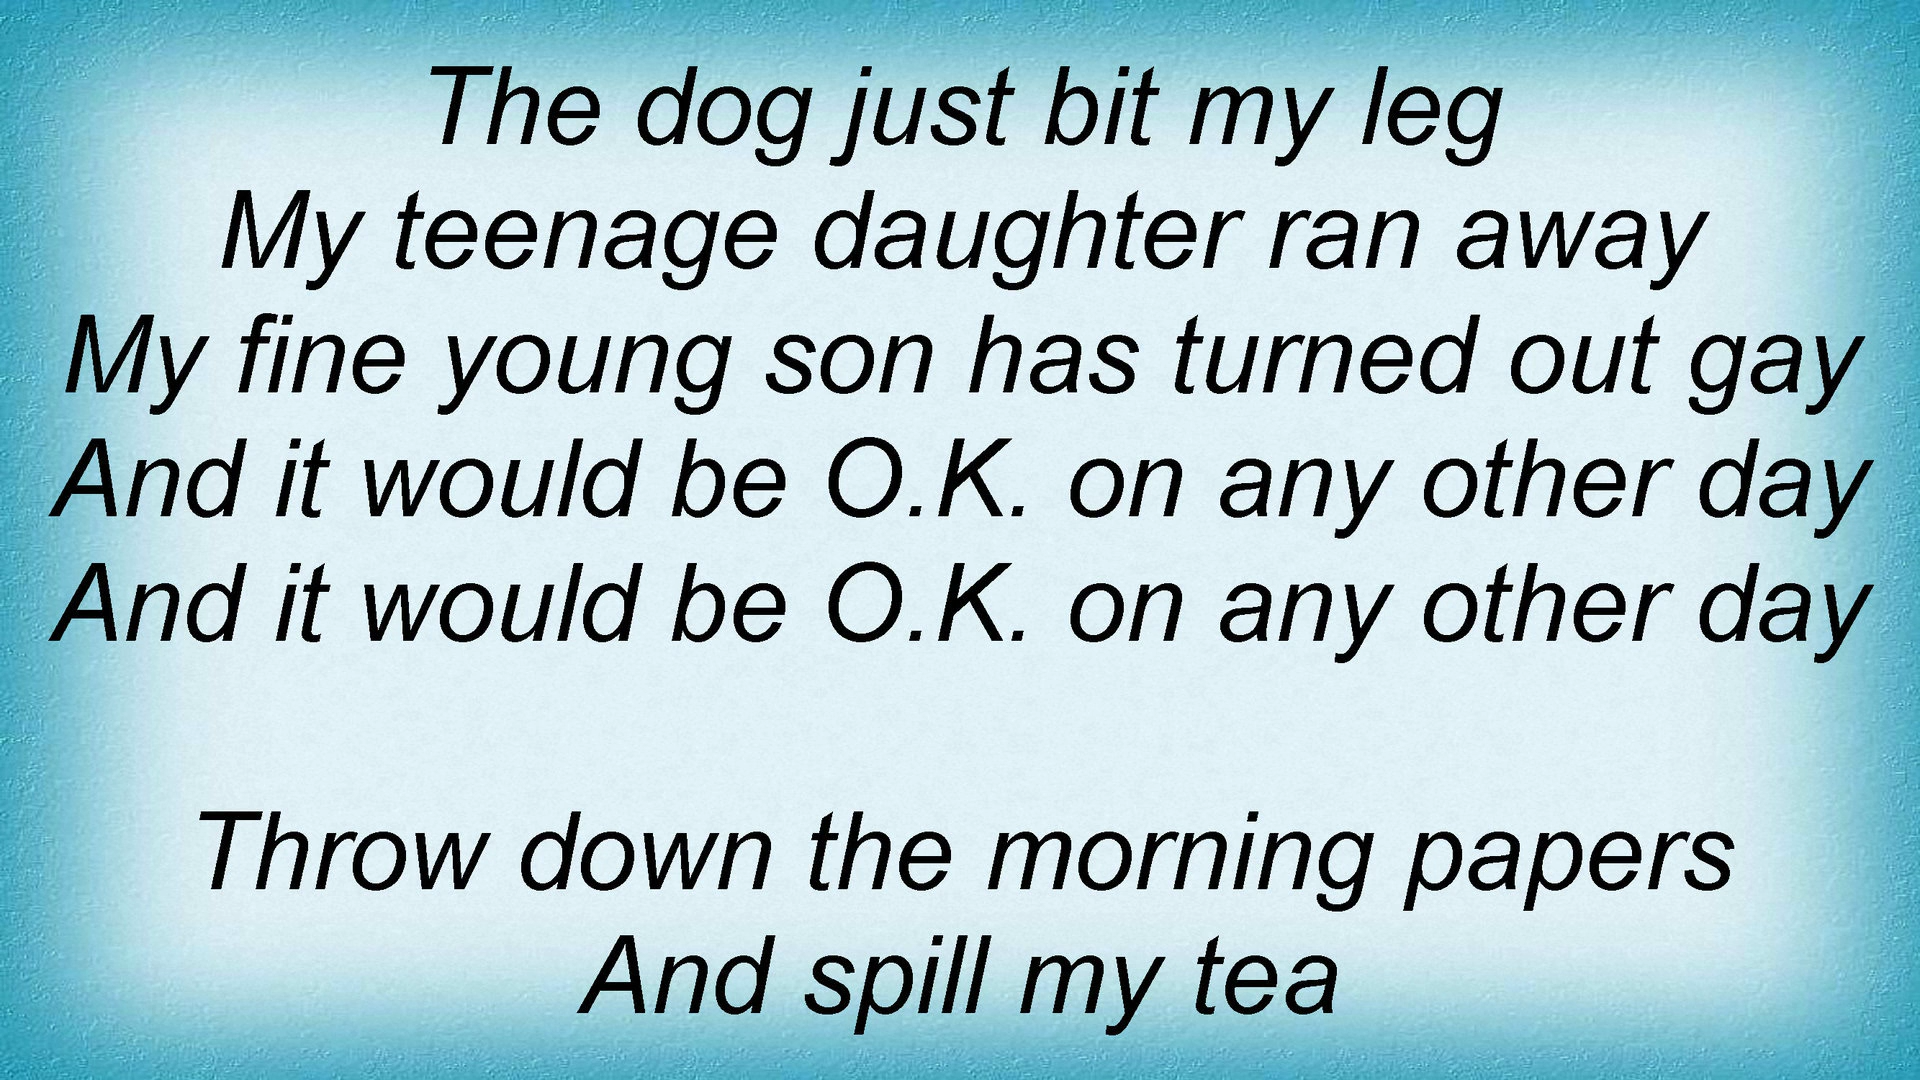 The dog just bit my leg
My teenage daughter ran away
My fine young son has turned out gay
And it would be O.K. on any other day
And it would be O.K. on any other day
Throw down the morning papers
And spill my tea